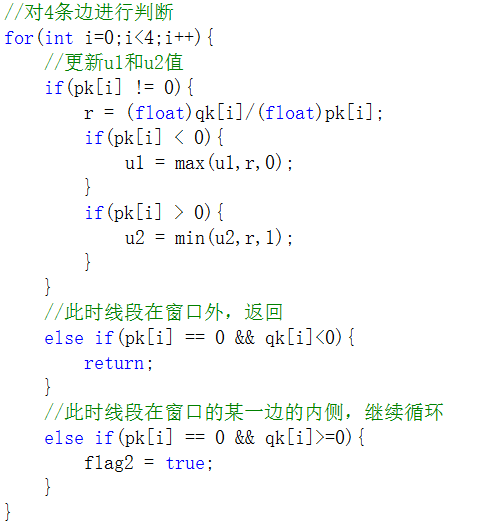 //对4条边进行判断
for(int i=0;i<4;i++){
    //更新u1和u2值
    if(pk[i] != 0){
        r = (float)qk[i]/(float)pk[i];
        if(pk[i] < 0){
            u1 = max(u1,r,0);
        }
        if(pk[i] > 0){
            u2 = min(u2,r,1);
        }
    }
    //此时线段在窗口外，返回
    else if(pk[i] == 0 && qk[i]<0){
        return;
    }
    //此时线段在窗口的某一边的内侧，继续循环
    else if(pk[i] == 0 && qk[i]>=0){
        flag2 = true;
    }
}